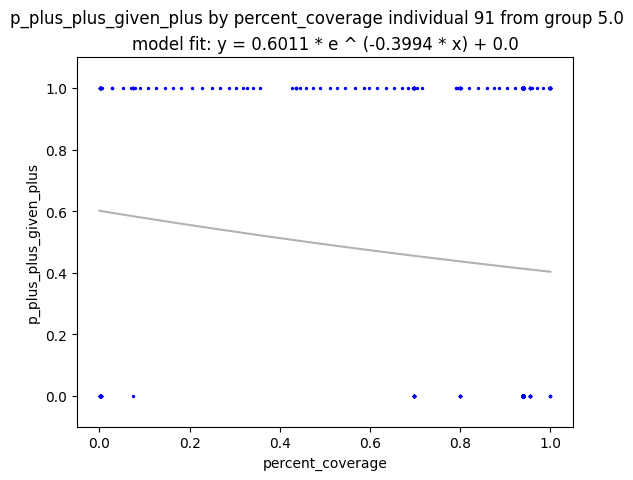 p_plus_plus_given_plus by percent_coverage individual 91 from group 5.0
model fit: y = 0.6011 * e ^ (-0.3994 * x) + 0.0
p_plus_plus_given_plus
1.0
0.8
0.6
0.4
0.2
0.0
0.0 0.2 0.4 0.6 0.8 1.0
percent_coverage